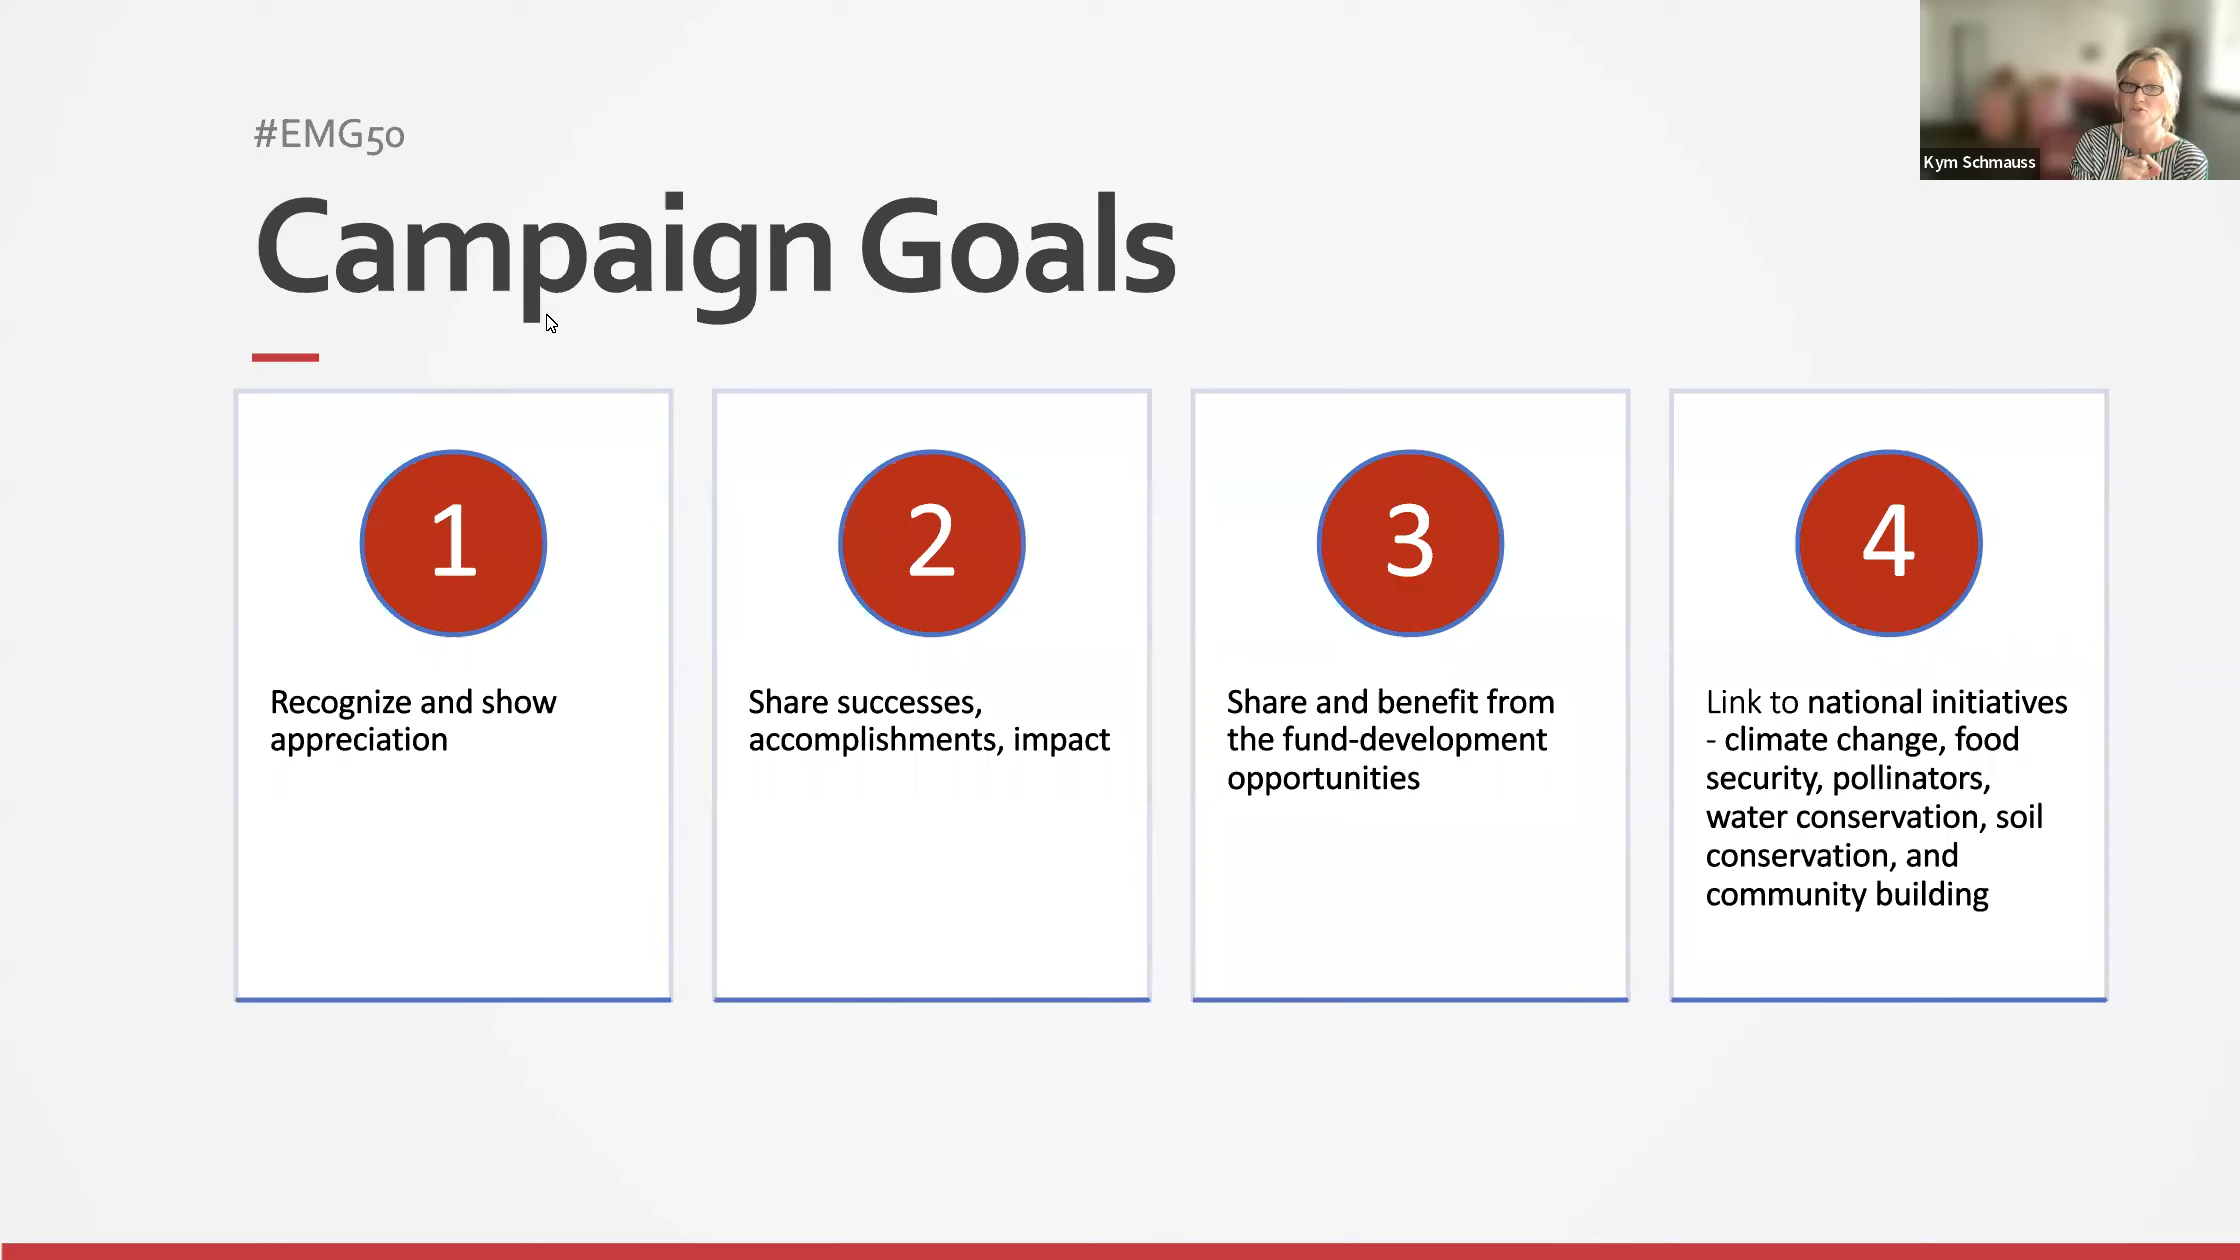 #EMG50
Campaign Goals
Kym Schmauss
1
Recognize and show
appreciation
2
Share successes,
accomplishments, impact
3
Share and benefit from
the fund-development
opportunities
4
Link to national initiatives
- climate change, food
security, pollinators,
water conservation, soil
conservation, and
community building